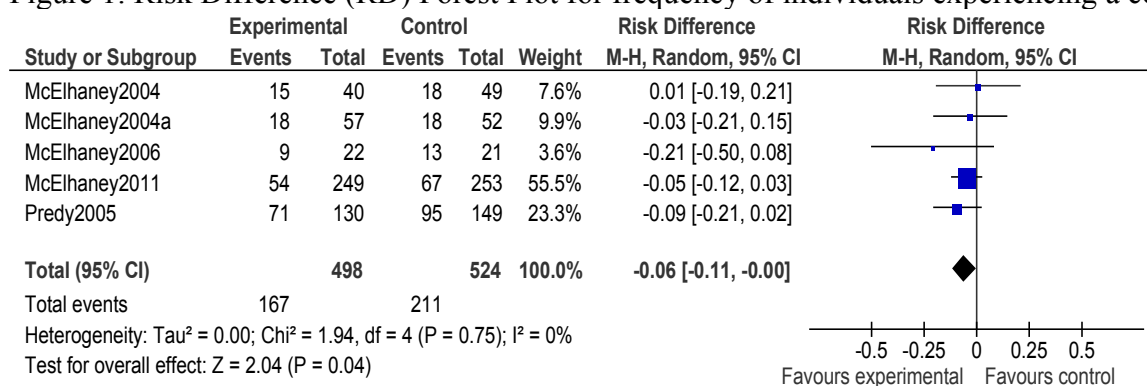 Figure 1. Risk Difference (RD) Forest Plot for frequency of individuals experiencing a
Experimental Control Risk Difference Risk Difference
Study or Subgroup Events Total Events Total Weight M-H, Random, 95% CI M-H, Random, 95% CI
McElhaney2004 15 40 18 49 7.6% 0.01 [-0.19, 0.21]
McElhaney2004a 18 57 18 52 9.9% -0.03 [-0.21, 0.15]
McElhaney2006 9 22 13 21 3.6% -0.21 [-0.50, 0.08]
McElhaney2011 54 249 67 253 55.5% -0.05 [-0.12, 0.03]
Predy2005 71 130 95 149 23.3% -0.09 [-0.21, 0.02]
Total (95% CI) 498 524 100.0% -0.06 [-0.11, -0.00]
Total events 167 211
Heterogeneity: Tau² = 0.00; Chi² = 1.94, df = 4 (P = 0.75); I² = 0%
Test for overall effect: Z = 2.04 (P = 0.04)
-0.5 -0.25 0 0.25 0.5
Favours experimental Favours control